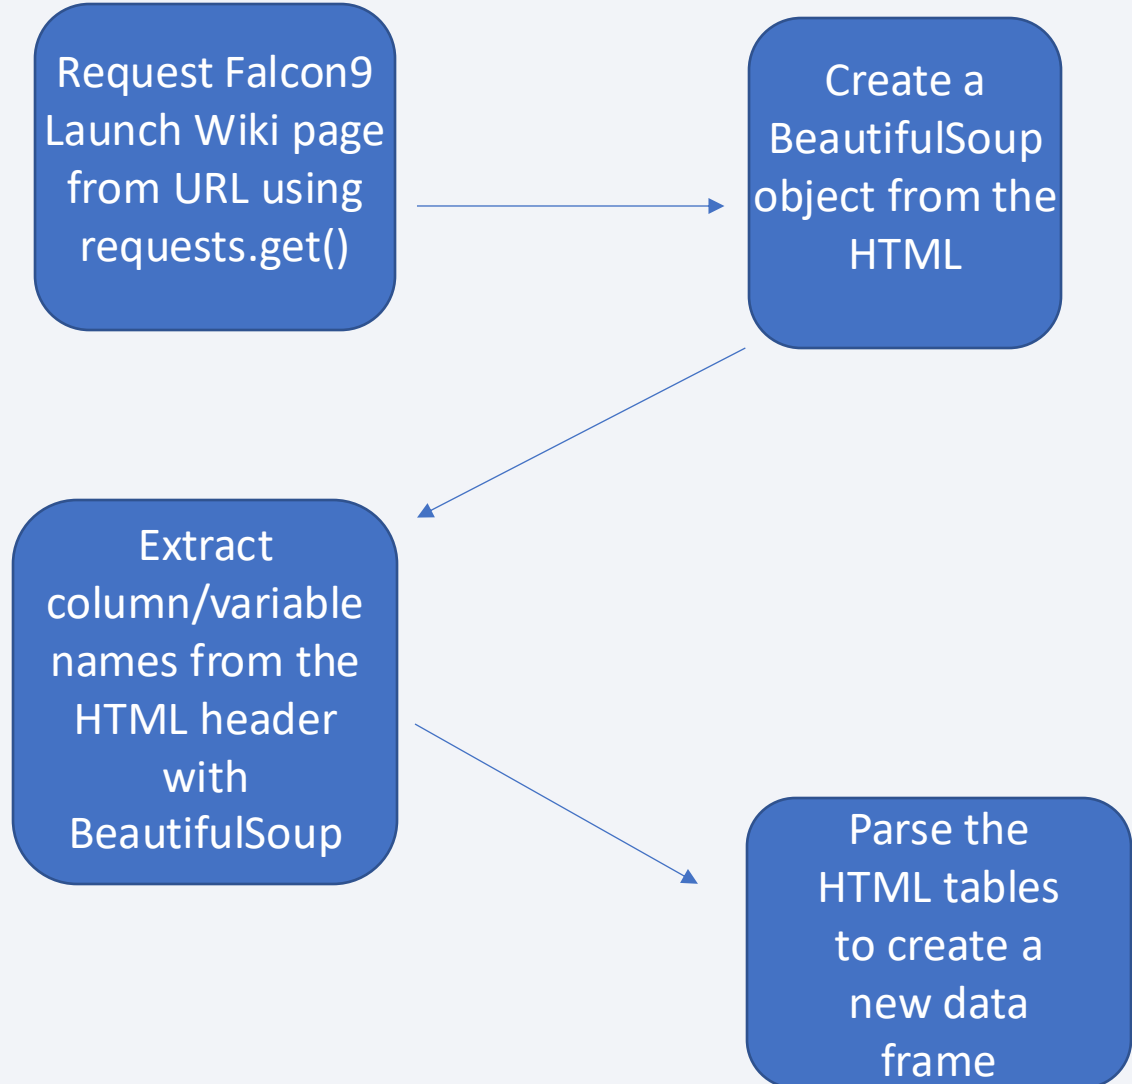 Request Falcon9
Launch Wiki page
from URL using
requests.get()
Create a
BeautifulSoup
object from the
HTML
Extract
column/variable
names from the
HTML header
with
BeautifulSoup
Parse the
HTML tables
to create a
new data
frame